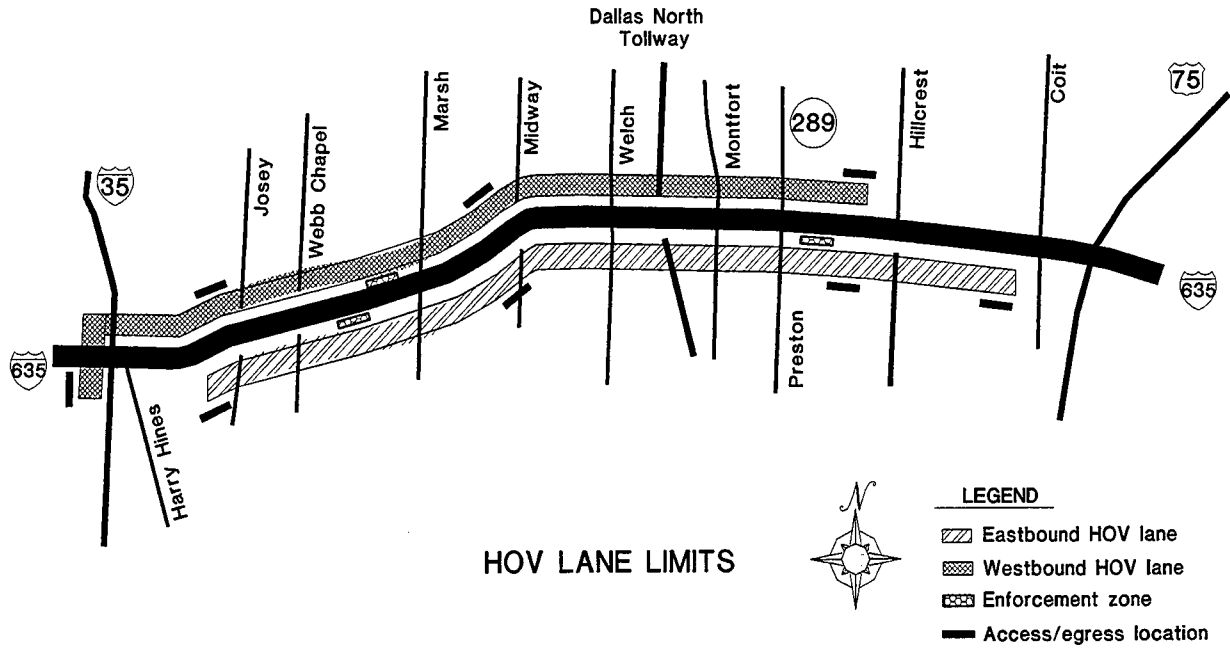 Dallas North
Tollway
35
Josey
Webb Chapel
Marsh
Midway
Welch
Montfort
289
Hillcrest
Coit
75
635
Harry Hines
Preston
635
HOV LANE LIMITS
N
LEGEND
Eastbound HOV lane
Westbound HOV lane
Enforcement zone
Access/egress location